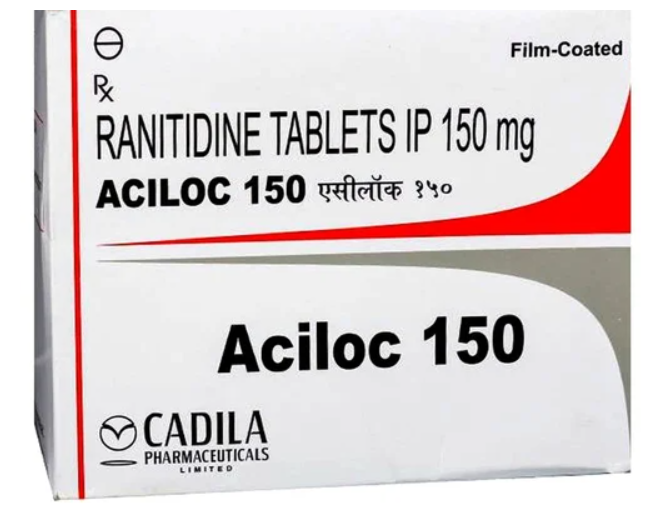 Film-Coated
Rx
RANITIDINE TABLETS IP 150 mg
ACILOC 150 एसीलॉक १५०
Aciloc 150
CADILA
PHARMACEUTICALS
LIMITED